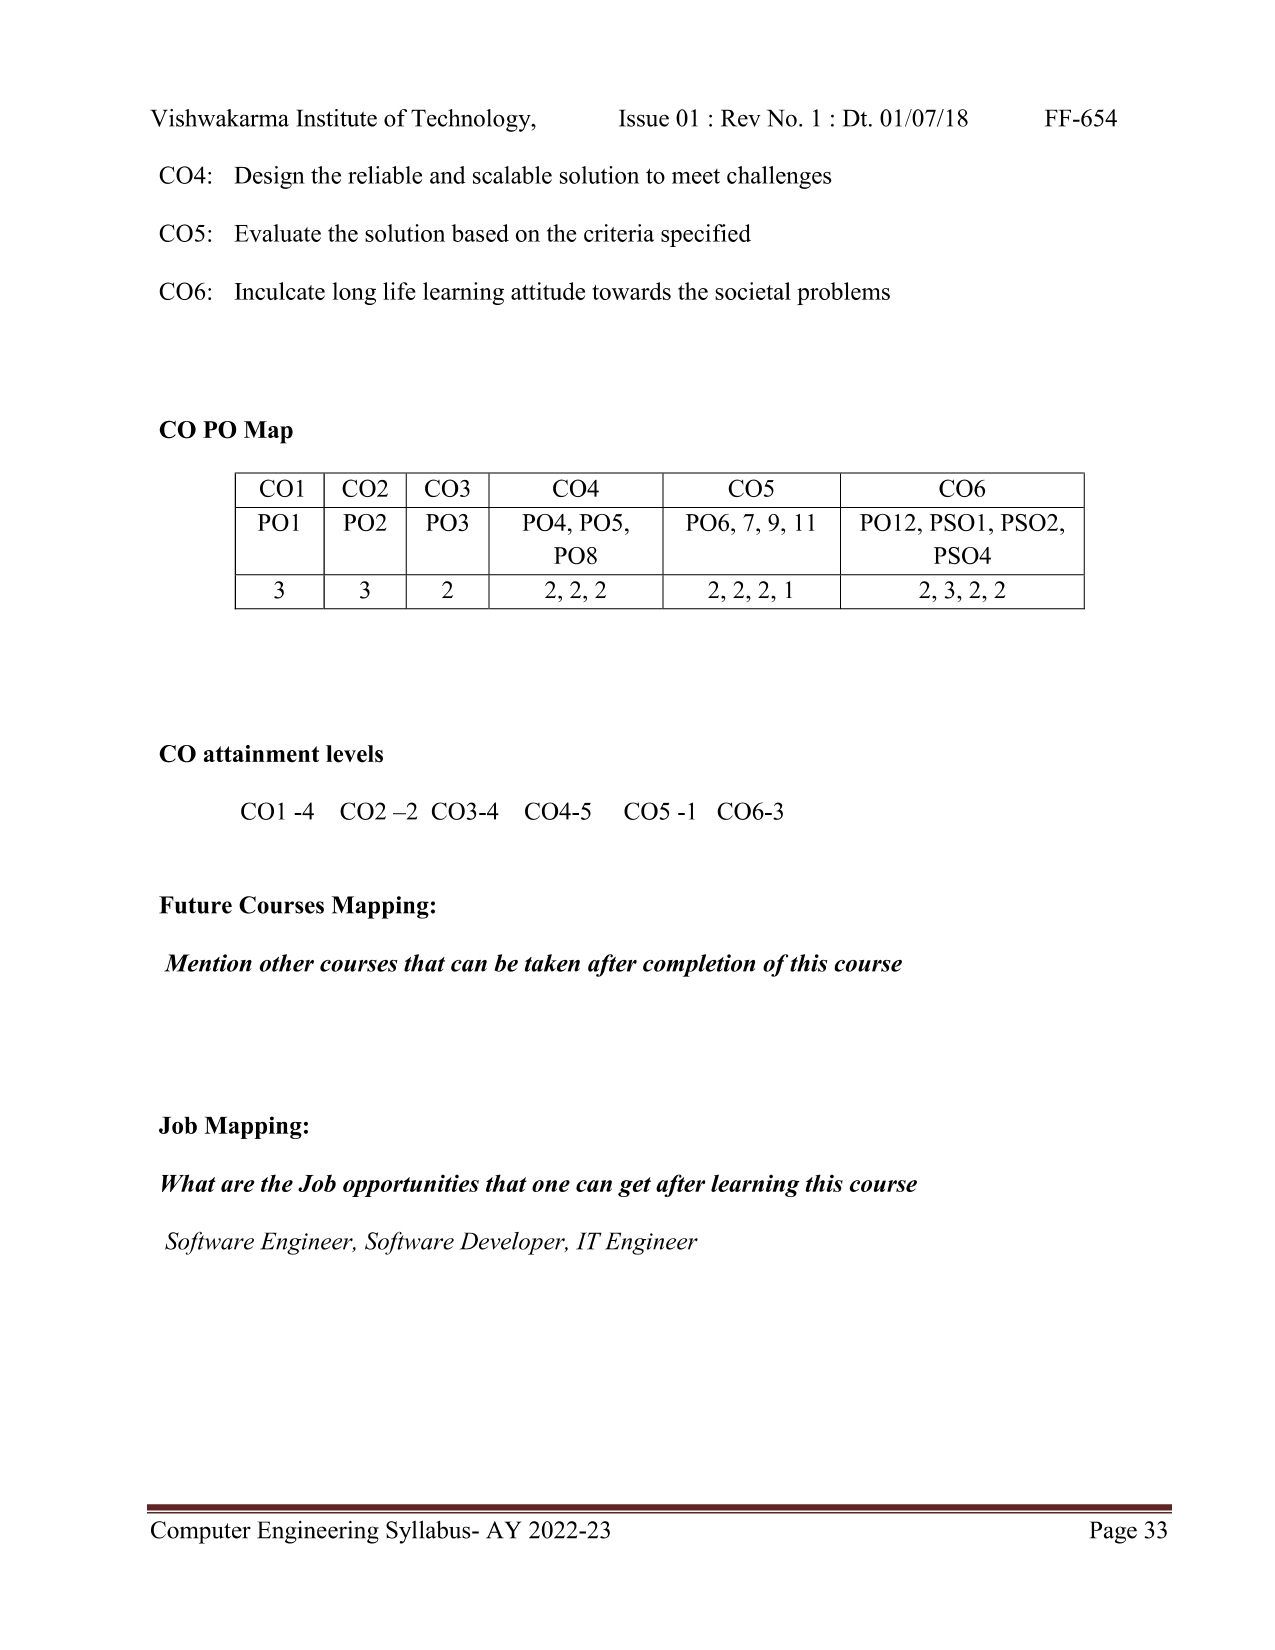 Vishwakarma Institute of Technology, Issue 01 : Rev No. 1 : Dt. 01/07/18 FF-654
CO4: Design the reliable and scalable solution to meet challenges
CO5: Evaluate the solution based on the criteria specified
CO6: Inculcate long life learning attitude towards the societal problems
CO PO Map
CO1 CO2 CO3 CO4 CO5 CO6
PO1 PO2 PO3 PO4, PO5, PO6, 7, 9, 11 PO12, PSO1, PSO2,
PO8 PSO4
3 3 2 2, 2, 2 2, 2, 2, 1 2, 3, 2, 2
CO attainment levels
CO1 -4 CO2 –2 CO3-4 CO4-5 CO5 -1 CO6-3
Future Courses Mapping:
Mention other courses that can be taken after completion of this course
Job Mapping:
What are the Job opportunities that one can get after learning this course
Software Engineer, Software Developer, IT Engineer
Computer Engineering Syllabus- AY 2022-23 Page 33